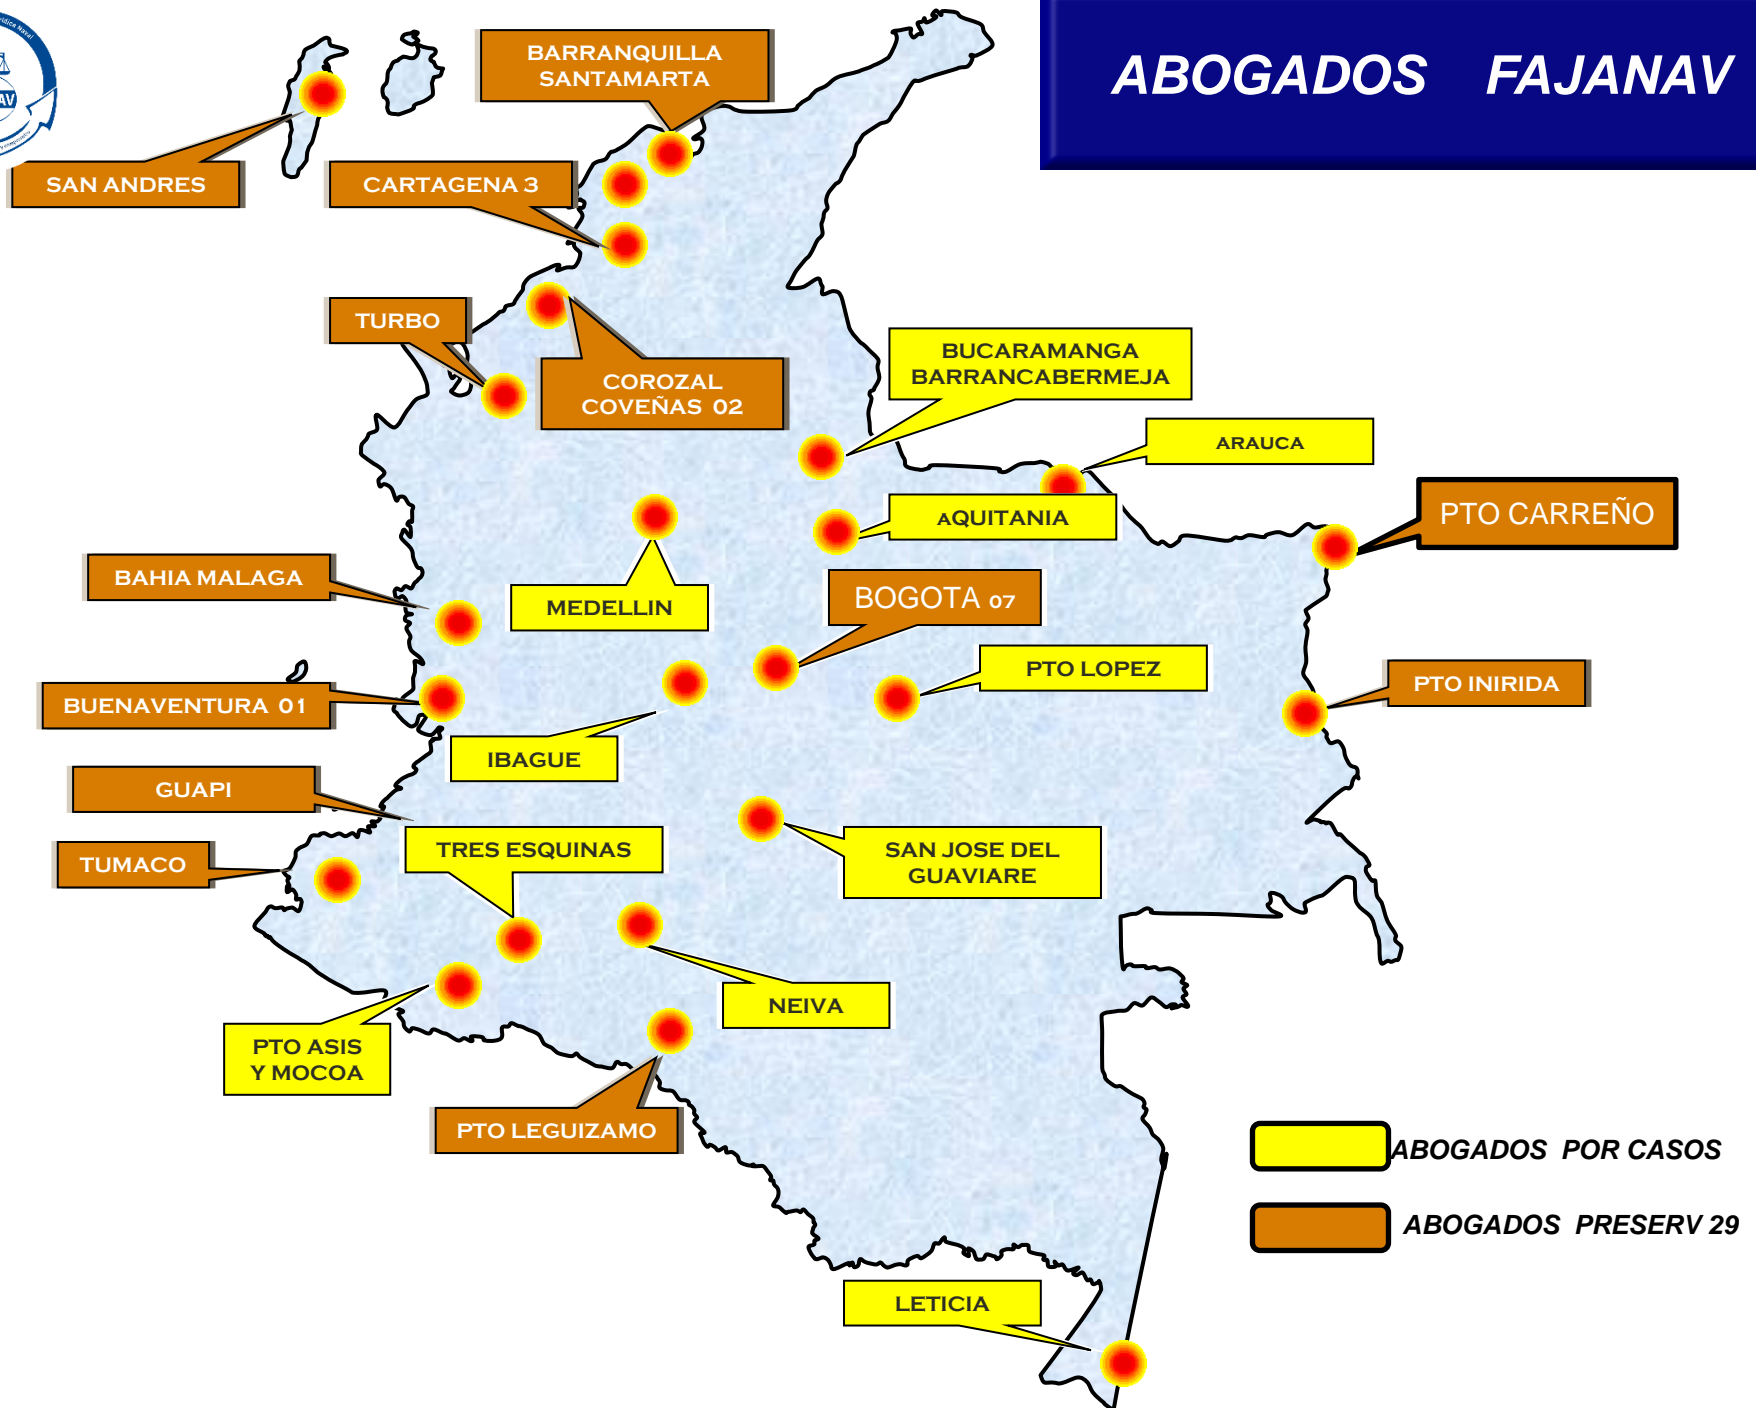 ABOGADOS FAJANAV
BARRANQUILLA
SANTAMARTA
SAN ANDRES
CARTAGENA 3
TURBO
COROZAL
COVEÑAS 02
BUCARAMANGA
BARRANCABERMEJA
ARAUCA
AQUITANIA
PTO CARREÑO
BAHIA MALAGA
MEDELLIN
BOGOTA 07
PTO LOPEZ
PTO INIRIDA
BUENAVENTURA 01
IBAGUE
GUAPI
TRES ESQUINAS
SAN JOSE DEL
GUAVIARE
TUMACO
NEIVA
PTO ASIS
Y MOCOA
PTO LEGUIZAMO
ABOGADOS POR CASOS
ABOGADOS PRESERV 29
LETICIA